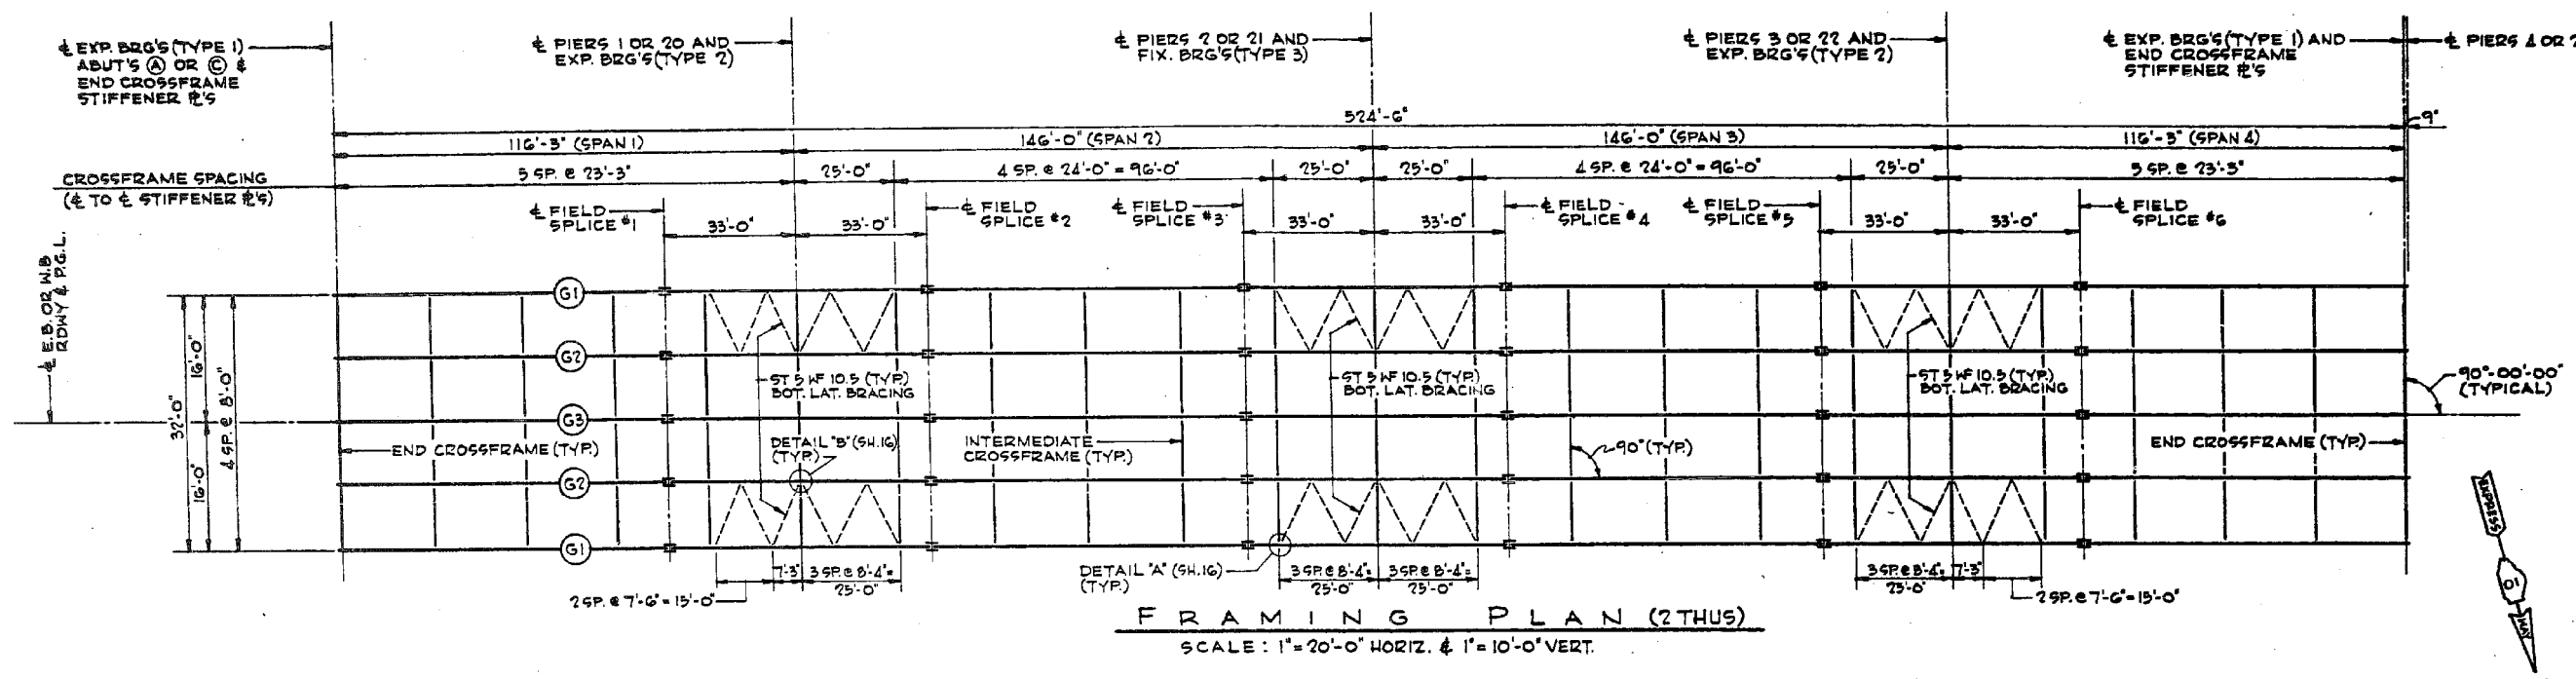 ℄ EXP. BRG'S (TYPE 1)
ABUT'S Ⓐ OR Ⓒ &
END CROSSFRAME
STIFFENER ⅊'S
℄ PIERS 1 OR 20 AND
EXP. BRG'S (TYPE 2)
℄ PIERS 2 OR 21 AND
FIX. BRG'S (TYPE 3)
℄ PIERS 3 OR 22 AND
EXP. BRG'S (TYPE 2)
℄ EXP. BRG'S (TYPE 1) AND
END CROSSFRAME
STIFFENER ⅊'S
℄ PIERS 4 OR 2
524'-6"
9"
116'-3" (SPAN 1)
146'-0" (SPAN 2)
146'-0" (SPAN 3)
116'-3" (SPAN 4)
CROSSFRAME SPACING
(℄ TO ℄ STIFFENER ⅊'S)
5 SP. @ 23'-3"
25'-0"
4 SP. @ 24'-0" = 96'-0"
25'-0"
25'-0"
4 SP. @ 24'-0" = 96'-0"
25'-0"
5 SP. @ 23'-3"
℄ FIELD
SPLICE #1
33'-0"
33'-0"
℄ FIELD
SPLICE #2
℄ FIELD
SPLICE #3
33'-0"
33'-0"
℄ FIELD
SPLICE #4
℄ FIELD
SPLICE #5
33'-0"
33'-0"
℄ FIELD
SPLICE #6
℄ E.B. OR W.B
RDWY & P.G.L.
32'-0"
16'-0"
16'-0"
4 SP. @ 8'-0"
G1
G2
G3
G2
G1
ST 5 WF 10.5 (TYP.)
BOT. LAT. BRACING
ST 5 WF 10.5 (TYP.)
BOT. LAT. BRACING
ST 5 WF 10.5 (TYP.)
BOT. LAT. BRACING
90°-00'-00"
(TYPICAL)
END CROSSFRAME (TYP.)
DETAIL "B" (SH.16)
(TYP.)
INTERMEDIATE
CROSSFRAME (TYP.)
90° (TYP.)
END CROSSFRAME (TYP.)
7'-3"
3 SP. @ 8'-4" =
25'-0"
2 SP. @ 7'-6" = 15'-0"
DETAIL "A" (SH.16)
(TYP.)
3 SP. @ 8'-4" =
25'-0"
3 SP. @ 8'-4" =
25'-0"
3 SP. @ 8'-4" =
25'-0"
7'-3"
2 SP. @ 7'-6" = 15'-0"
FRAMING PLAN (2 THUS)
SCALE : 1" = 20'-0" HORIZ. & 1" = 10'-0" VERT.
EXPRESS
10
WAY